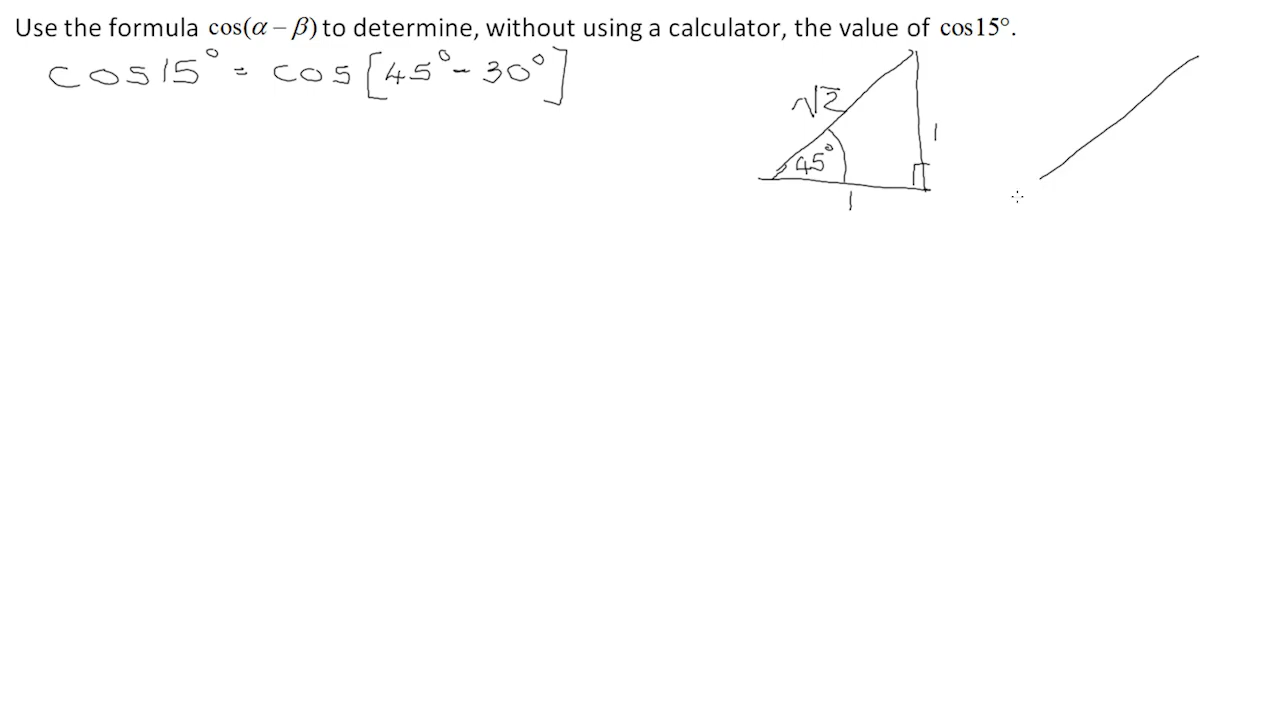 Use the formula cos(α – β) to determine, without using a calculator, the value of cos15°.
cos15° = cos[45° - 30°]
√2
1
45°
1